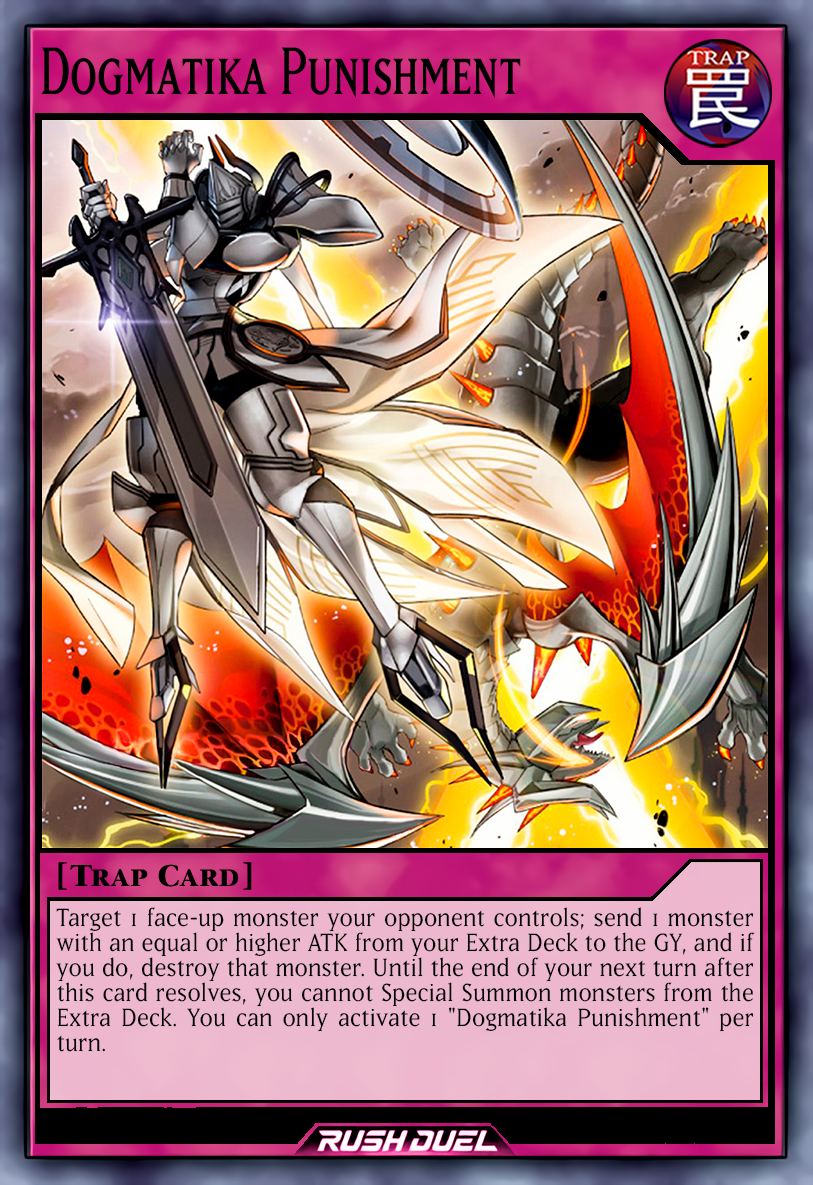 Dogmatika Punishment
TRAP
罠
[Trap Card]
Target 1 face-up monster your opponent controls; send 1 monster
with an equal or higher ATK from your Extra Deck to the GY, and if
you do, destroy that monster. Until the end of your next turn after
this card resolves, you cannot Special Summon monsters from the
Extra Deck. You can only activate 1 "Dogmatika Punishment" per
turn.
RUSH DUEL